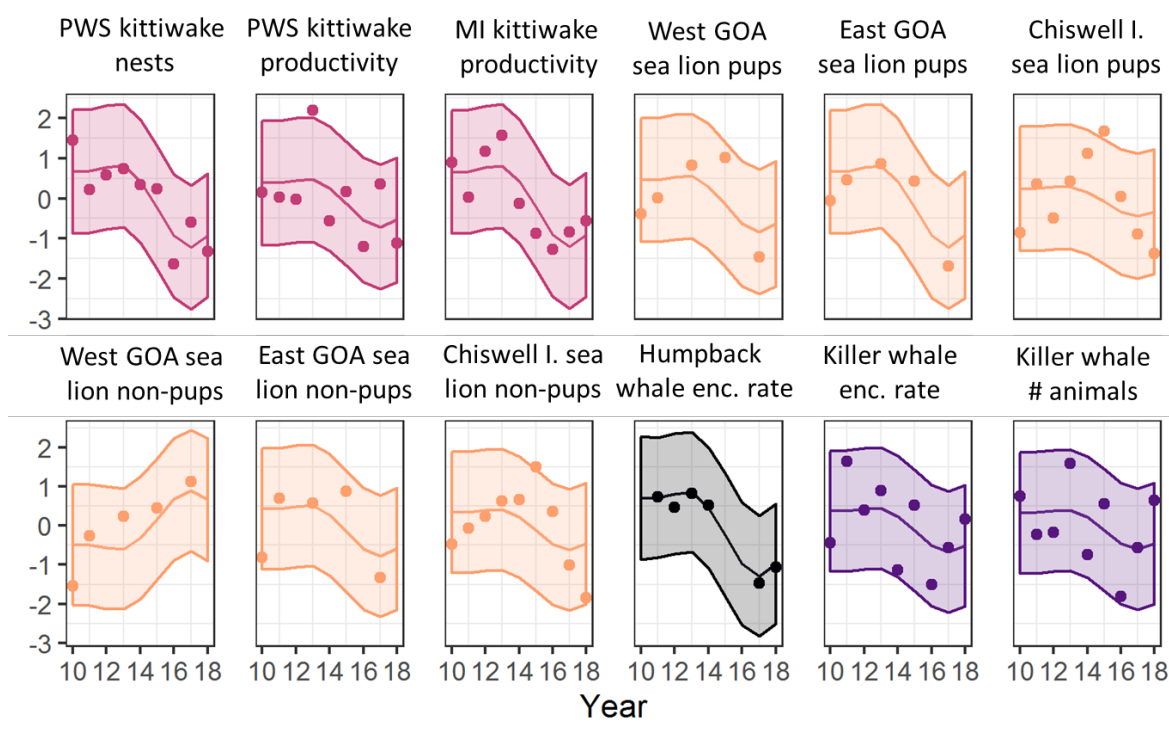 PWS kittiwake nests
PWS kittiwake productivity
MI kittiwake productivity
West GOA sea lion pups
East GOA sea lion pups
Chiswell I. sea lion pups
2
1
0
-1
-2
-3
West GOA sea lion non-pups
East GOA sea lion non-pups
Chiswell I. sea lion non-pups
Humpback whale enc. rate
Killer whale enc. rate
Killer whale # animals
2
1
0
-1
-2
-3
10 12 14 16 18
10 12 14 16 18
10 12 14 16 18
10 12 14 16 18
10 12 14 16 18
10 12 14 16 18
Year